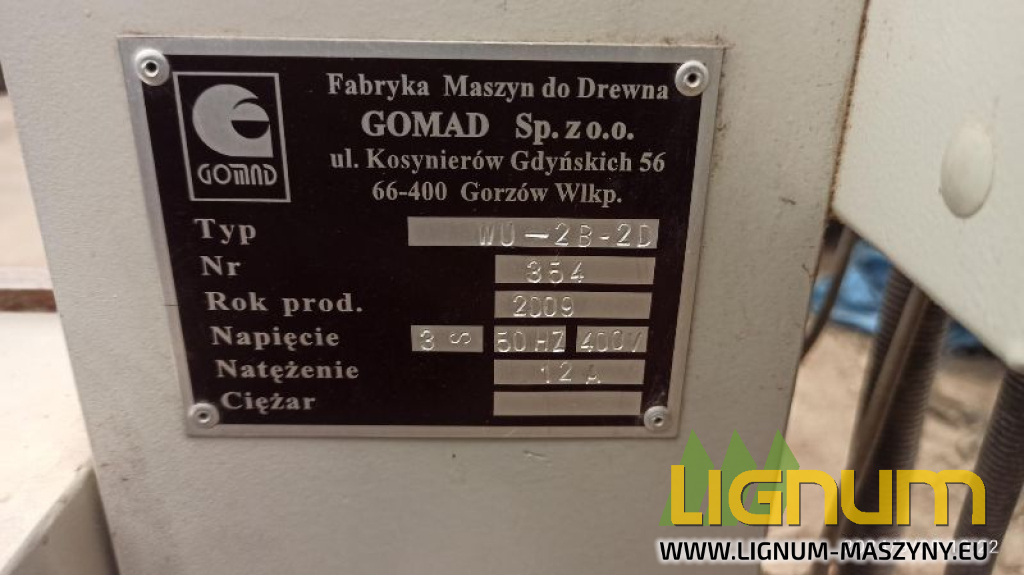 Fabryka Maszyn do Drewna
GOMAD Sp. z o.o.
ul. Kosynierów Gdyńskich 56
66-400 Gorzów Wlkp.
GOMAD
Typ WU-2B-2D
Nr 354
Rok prod. 2009
Napięcie 3 ∽ 50 HZ 400V
Natężenie 12 A
Ciężar
LIGNUM
WWW.LIGNUM-MASZYNY.EU
2